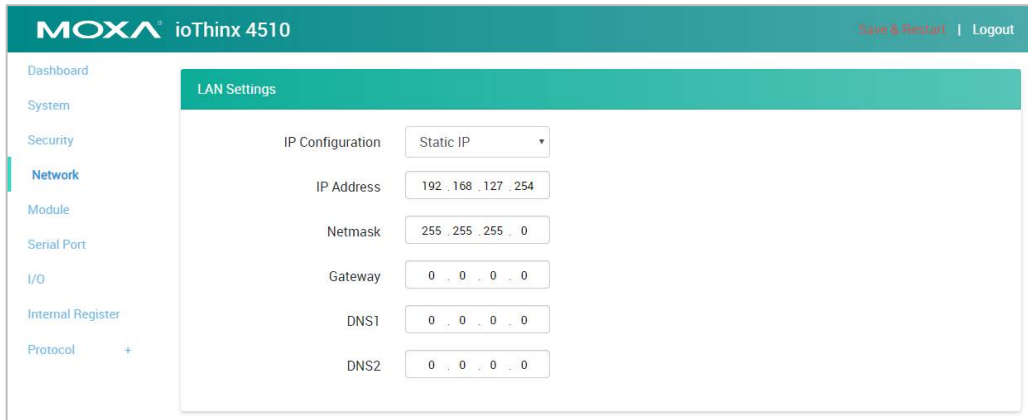 MOXA® ioThinx 4510
Save & Restart | Logout
Dashboard
System
Security
Network
Module
Serial Port
I/O
Internal Register
Protocol +
LAN Settings
IP Configuration Static IP
IP Address 192 . 168 . 127 . 254
Netmask 255 . 255 . 255 . 0
Gateway 0 . 0 . 0 . 0
DNS1 0 . 0 . 0 . 0
DNS2 0 . 0 . 0 . 0